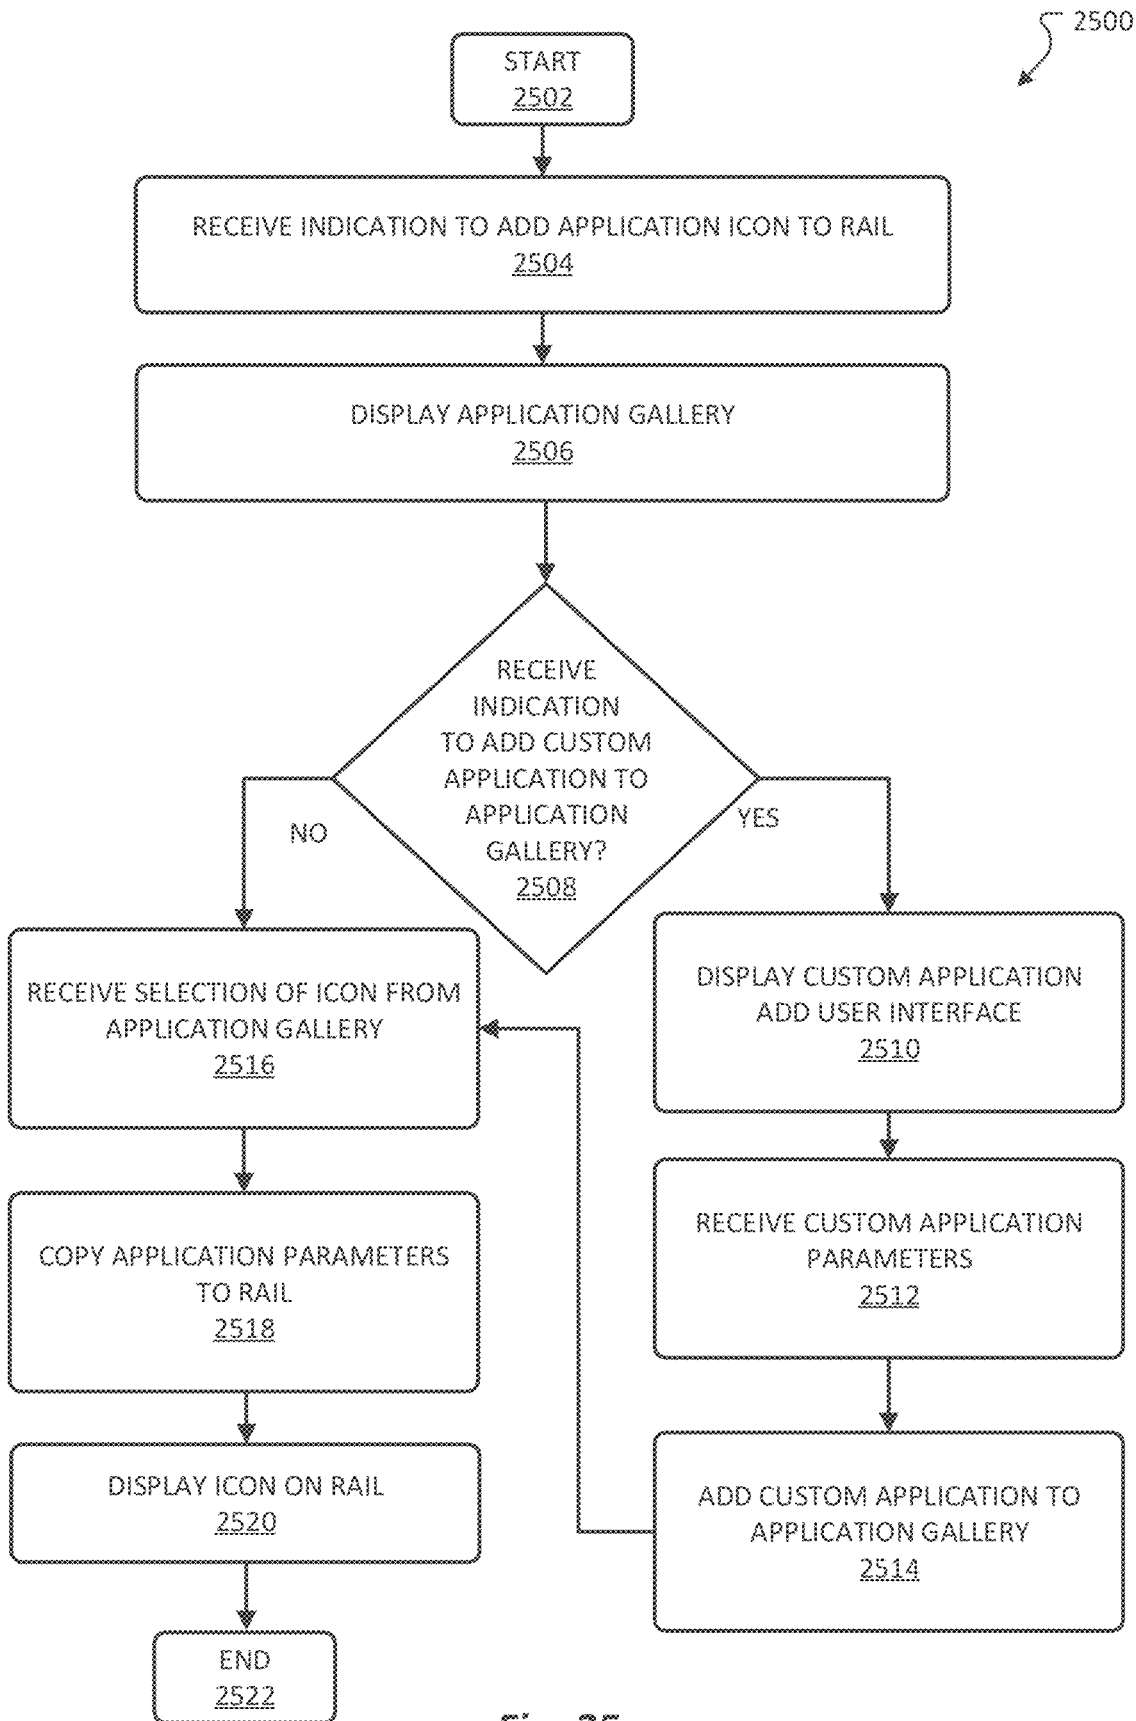 2500
START
2502
RECEIVE INDICATION TO ADD APPLICATION ICON TO RAIL
2504
DISPLAY APPLICATION GALLERY
2506
RECEIVE
INDICATION
TO ADD CUSTOM
APPLICATION TO
APPLICATION
GALLERY?
2508
NO
YES
RECEIVE SELECTION OF ICON FROM
APPLICATION GALLERY
2516
DISPLAY CUSTOM APPLICATION
ADD USER INTERFACE
2510
COPY APPLICATION PARAMETERS
TO RAIL
2518
RECEIVE CUSTOM APPLICATION
PARAMETERS
2512
DISPLAY ICON ON RAIL
2520
ADD CUSTOM APPLICATION TO
APPLICATION GALLERY
2514
END
2522